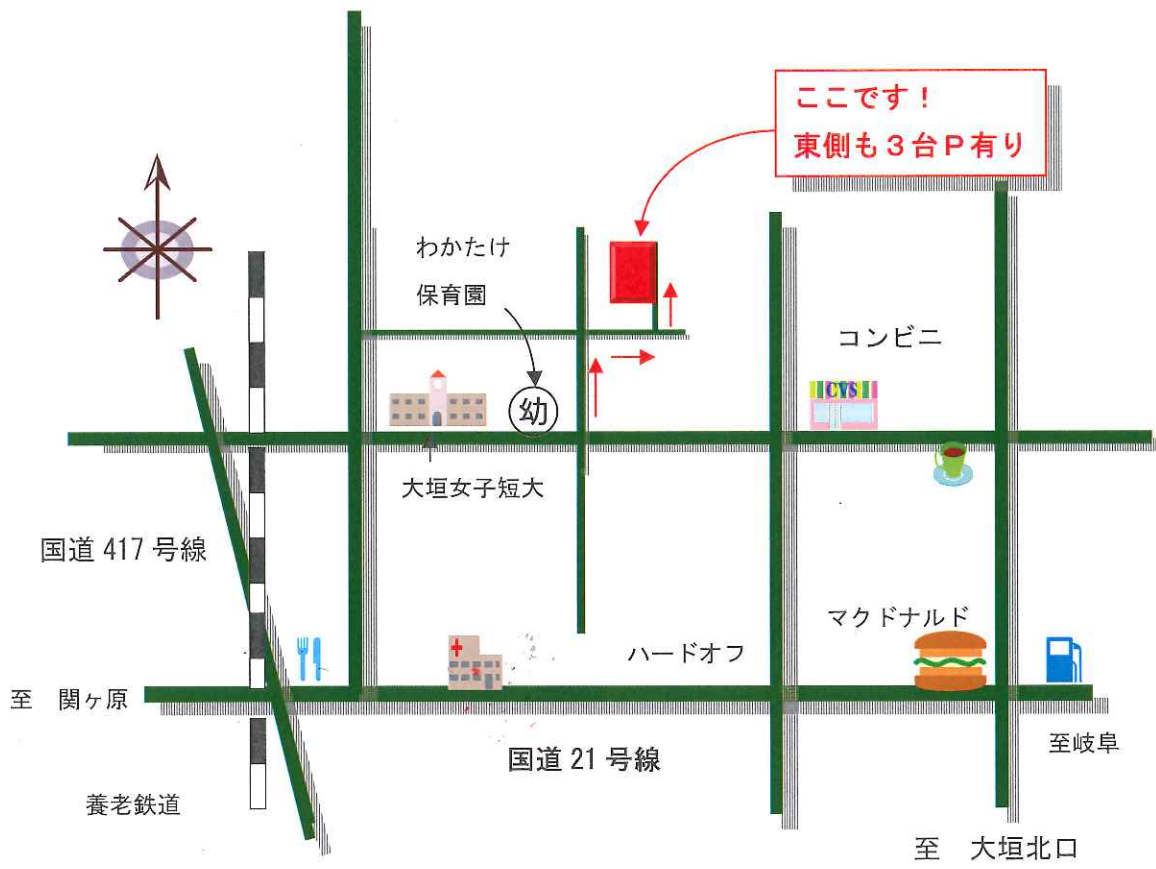 ここです！
東側も３台Ｐ有り
わかたけ
保育園
コンビニ
CVS
幼
大垣女子短大
国道 417 号線
マクドナルド
ハードオフ
至　関ヶ原
国道 21 号線
至岐阜
養老鉄道
至　大垣北口